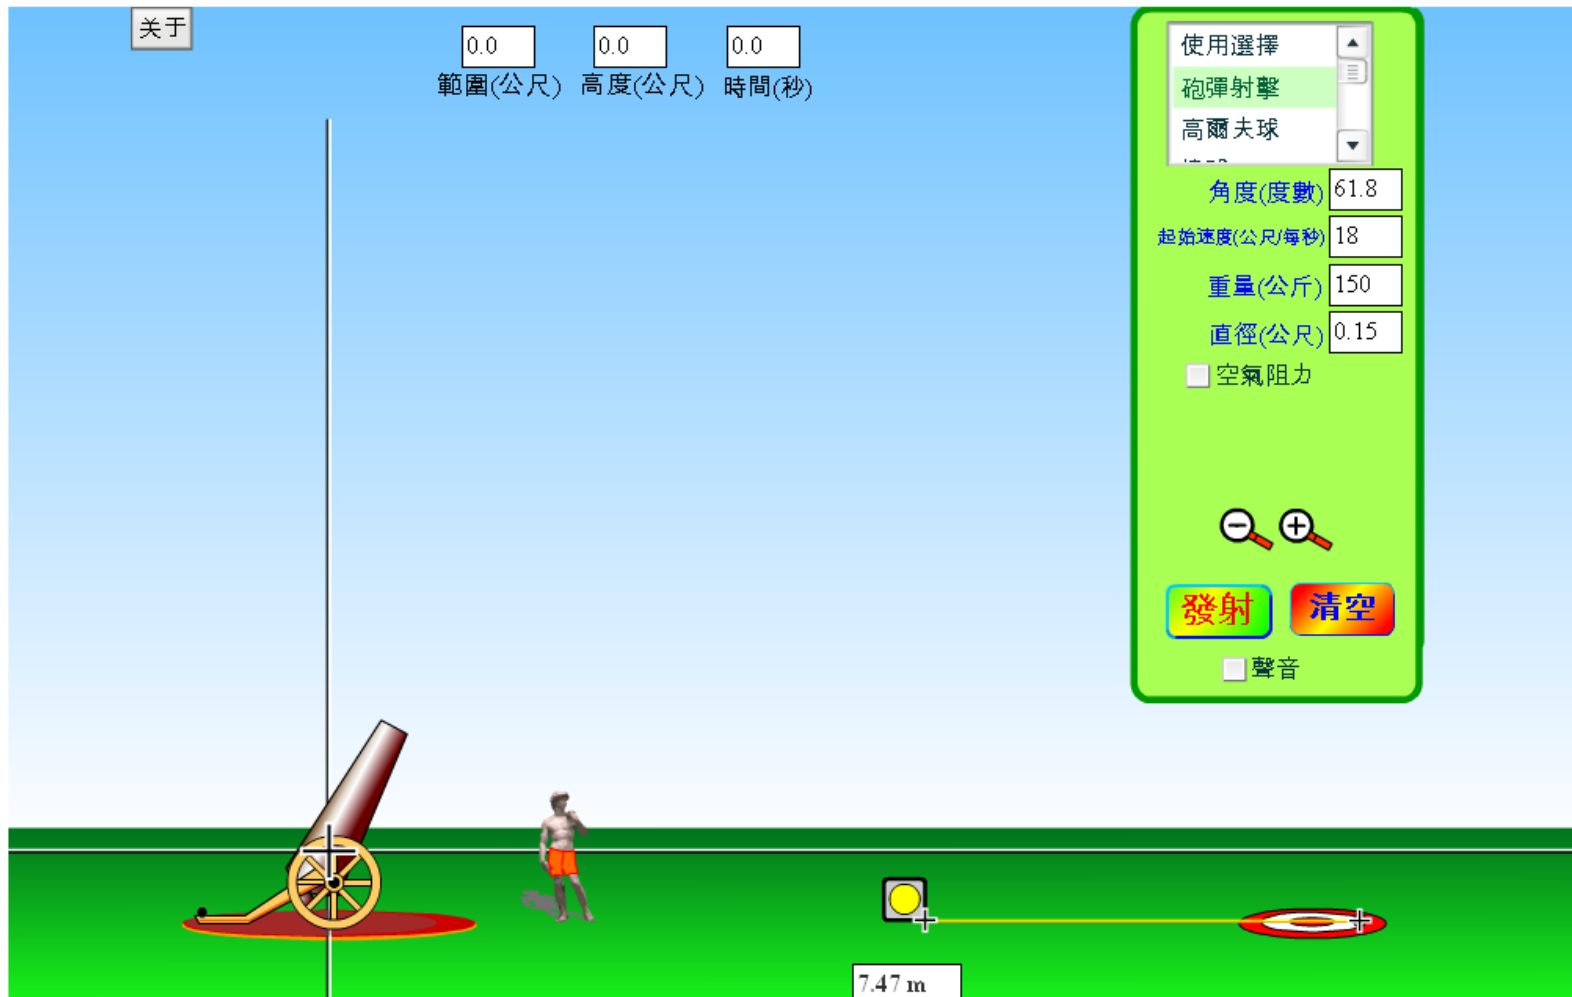 关于
0.0 0.0 0.0
範圍(公尺) 高度(公尺) 時間(秒)
使用選擇
砲彈射擊
高爾夫球
角度(度數) 61.8
起始速度(公尺/每秒) 18
重量(公斤) 150
直徑(公尺) 0.15
空氣阻力
發射 清空
聲音
7.47 m